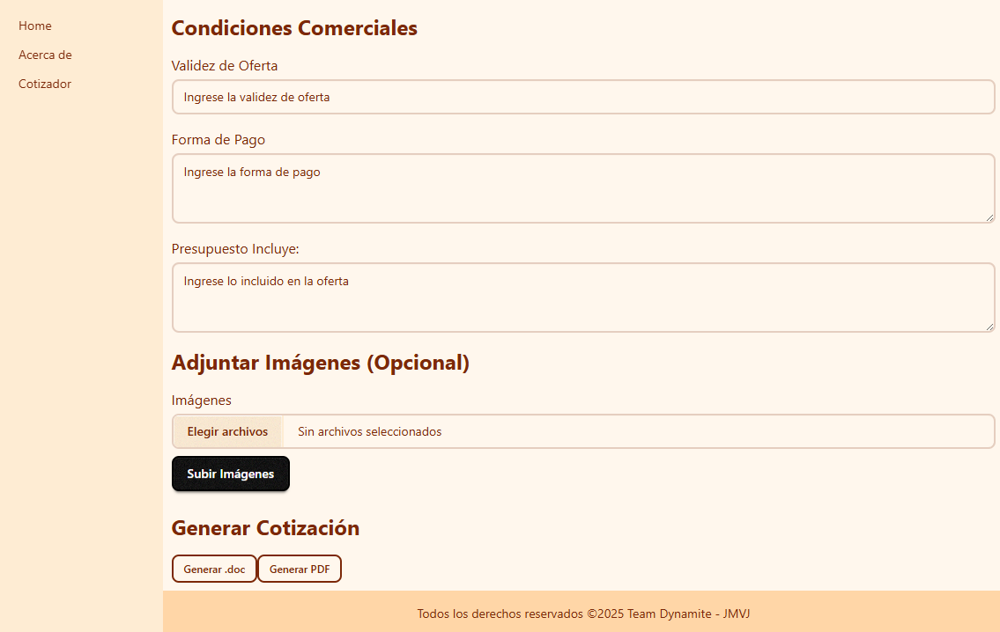 Home
Acerca de
Cotizador
Condiciones Comerciales
Validez de Oferta
Ingrese la validez de oferta
Forma de Pago
Ingrese la forma de pago
Presupuesto Incluye:
Ingrese lo incluido en la oferta
Adjuntar Imágenes (Opcional)
Imágenes
Elegir archivos Sin archivos seleccionados
Subir Imágenes
Generar Cotización
Generar .doc Generar PDF
Todos los derechos reservados ©2025 Team Dynamite - JMVJ